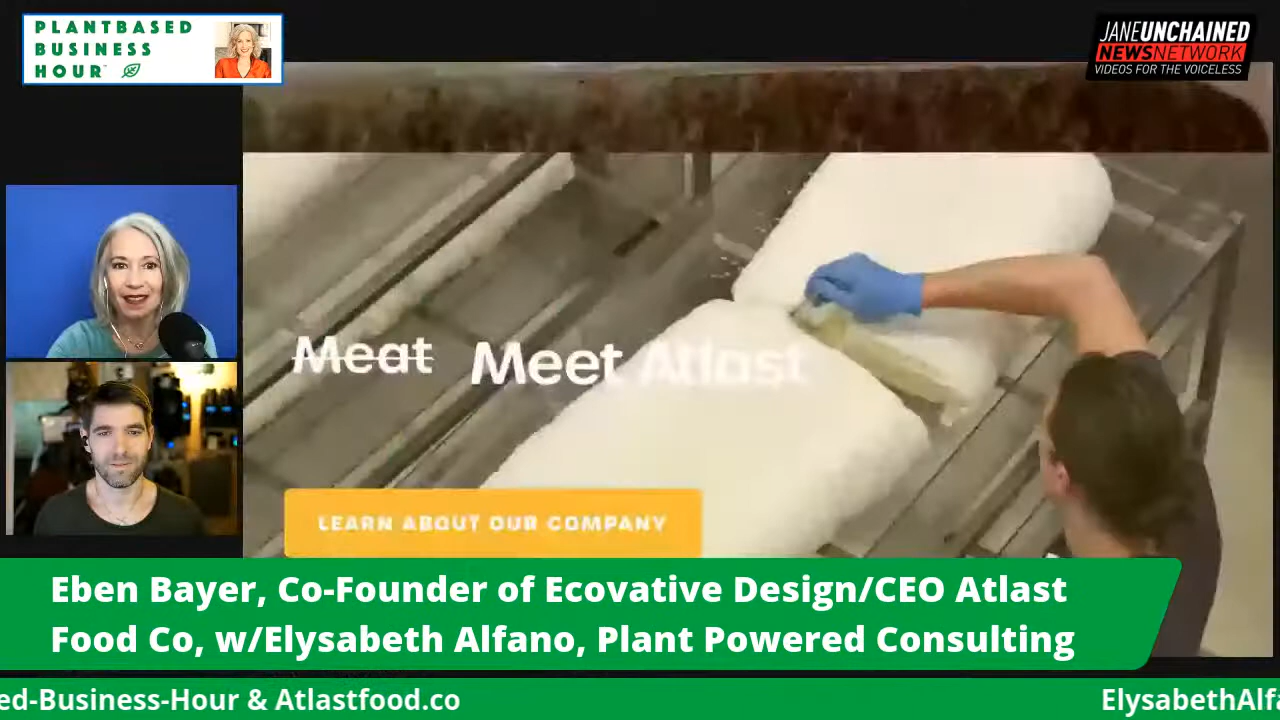 PLANTBASED
BUSINESS
HOUR
JANEUNCHAINED
NEWSNETWORK
VIDEOS FOR THE VOICELESS
Meat Meet Atlast
LEARN ABOUT OUR COMPANY
Eben Bayer, Co-Founder of Ecovative Design/CEO Atlast
Food Co, w/Elysabeth Alfano, Plant Powered Consulting
ed-Business-Hour & Atlastfood.co
ElysabethAlfa